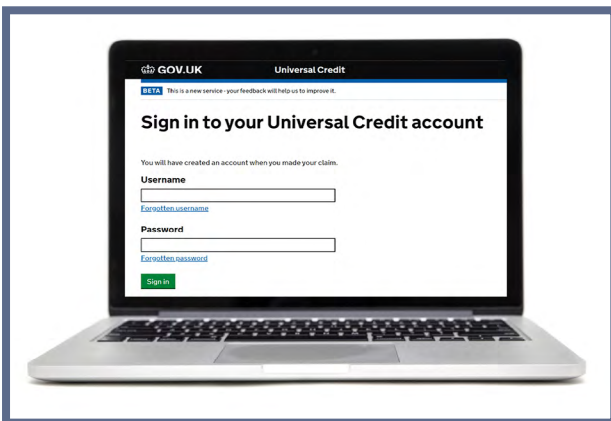 GOV.UK Universal Credit
BETA This is a new service - your feedback will help us to improve it.
Sign in to your Universal Credit account
You will have created an account when you made your claim.
Username
Forgotten username
Password
Forgotten password
Sign in